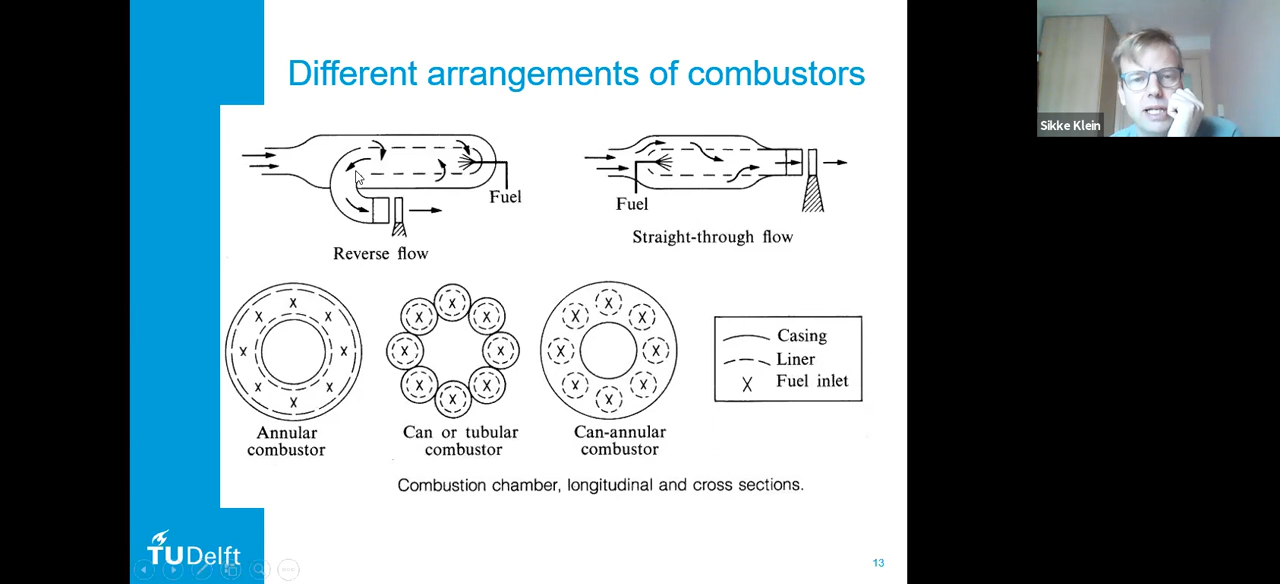 Different arrangements of combustors
Sikke Klein
Fuel
Reverse flow
Fuel
Straight-through flow
Annular
combustor
Can or tubular
combustor
Can-annular
combustor
Casing
Liner
X Fuel inlet
Combustion chamber, longitudinal and cross sections.
TUDelft
13